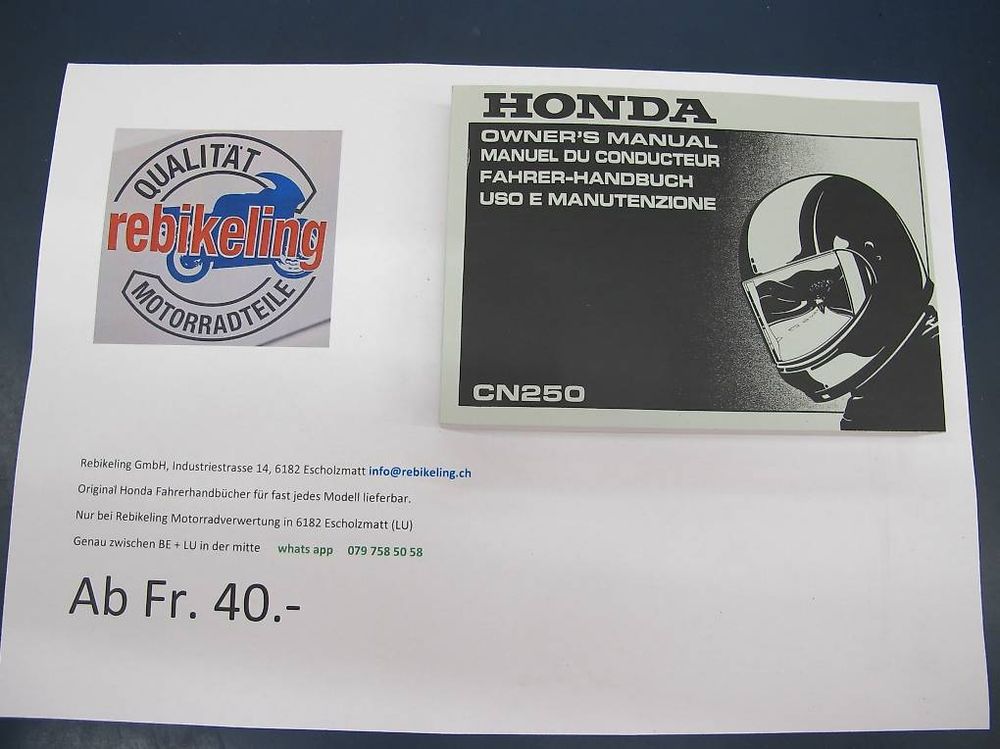 QUALITÄT
rebikeling
MOTORRADTEILE
HONDA
OWNER'S MANUAL
MANUEL DU CONDUCTEUR
FAHRER-HANDBUCH
USO E MANUTENZIONE
CN250
Rebikeling GmbH, Industriestrasse 14, 6182 Escholzmatt info@rebikeling.ch
Original Honda Fahrerhandbücher für fast jedes Modell lieferbar.
Nur bei Rebikeling Motorradverwertung in 6182 Escholzmatt (LU)
Genau zwischen BE + LU in der mitte whats app 079 758 50 58
Ab Fr. 40.-